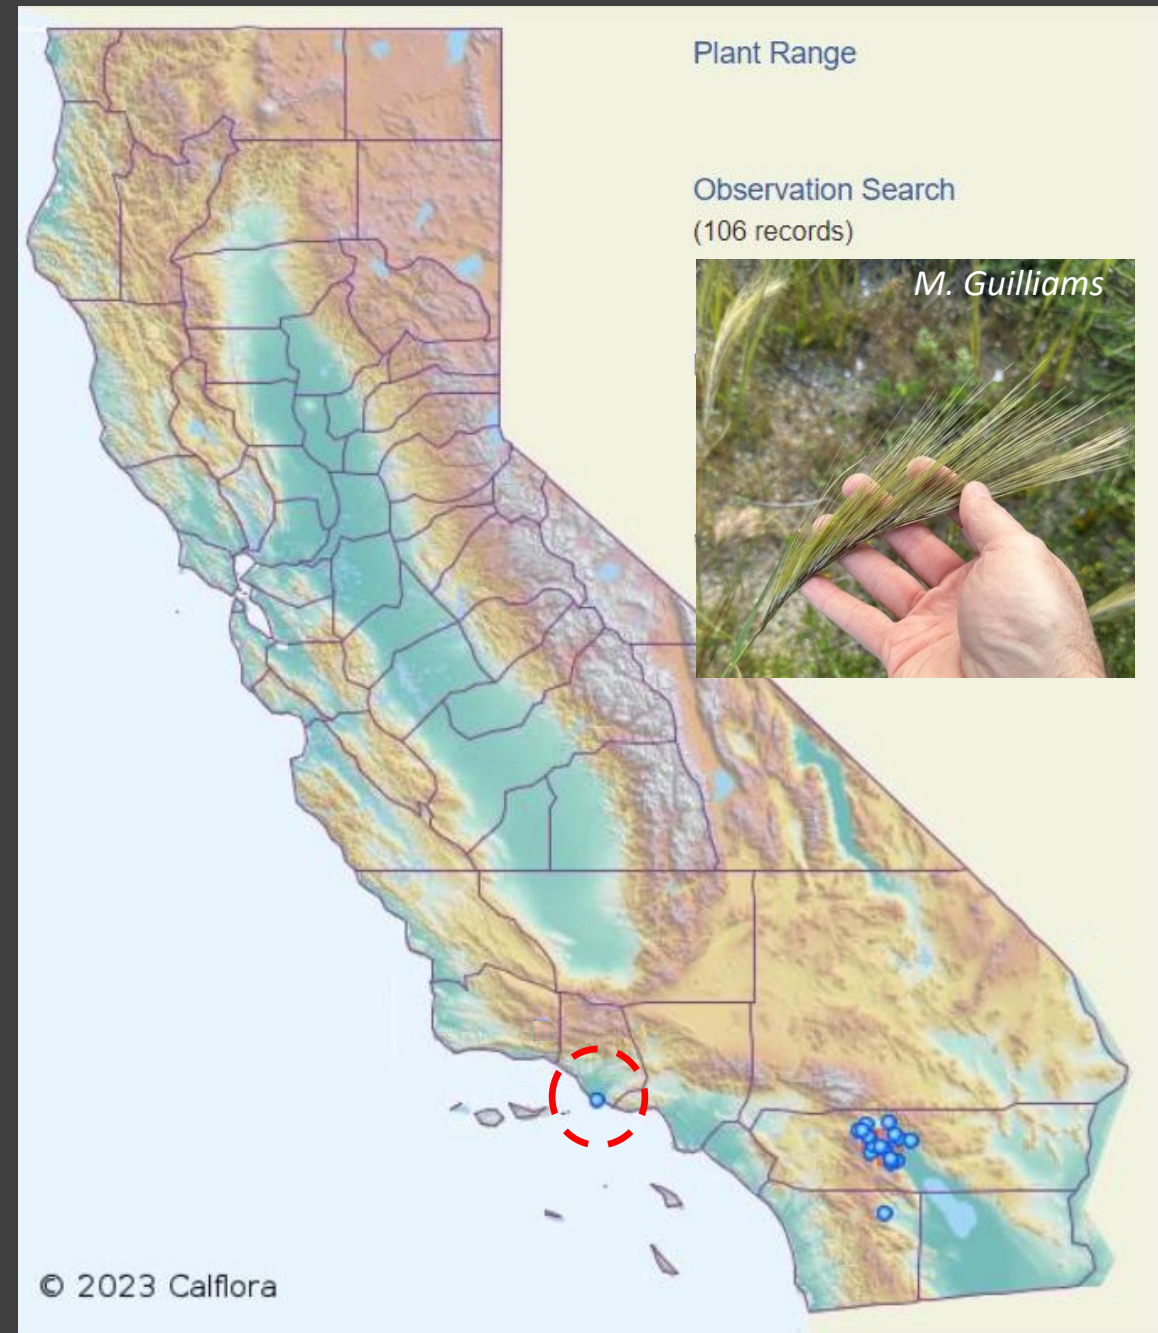 Plant Range
Observation Search
(106 records)
M. Guilliams
© 2023 Calflora